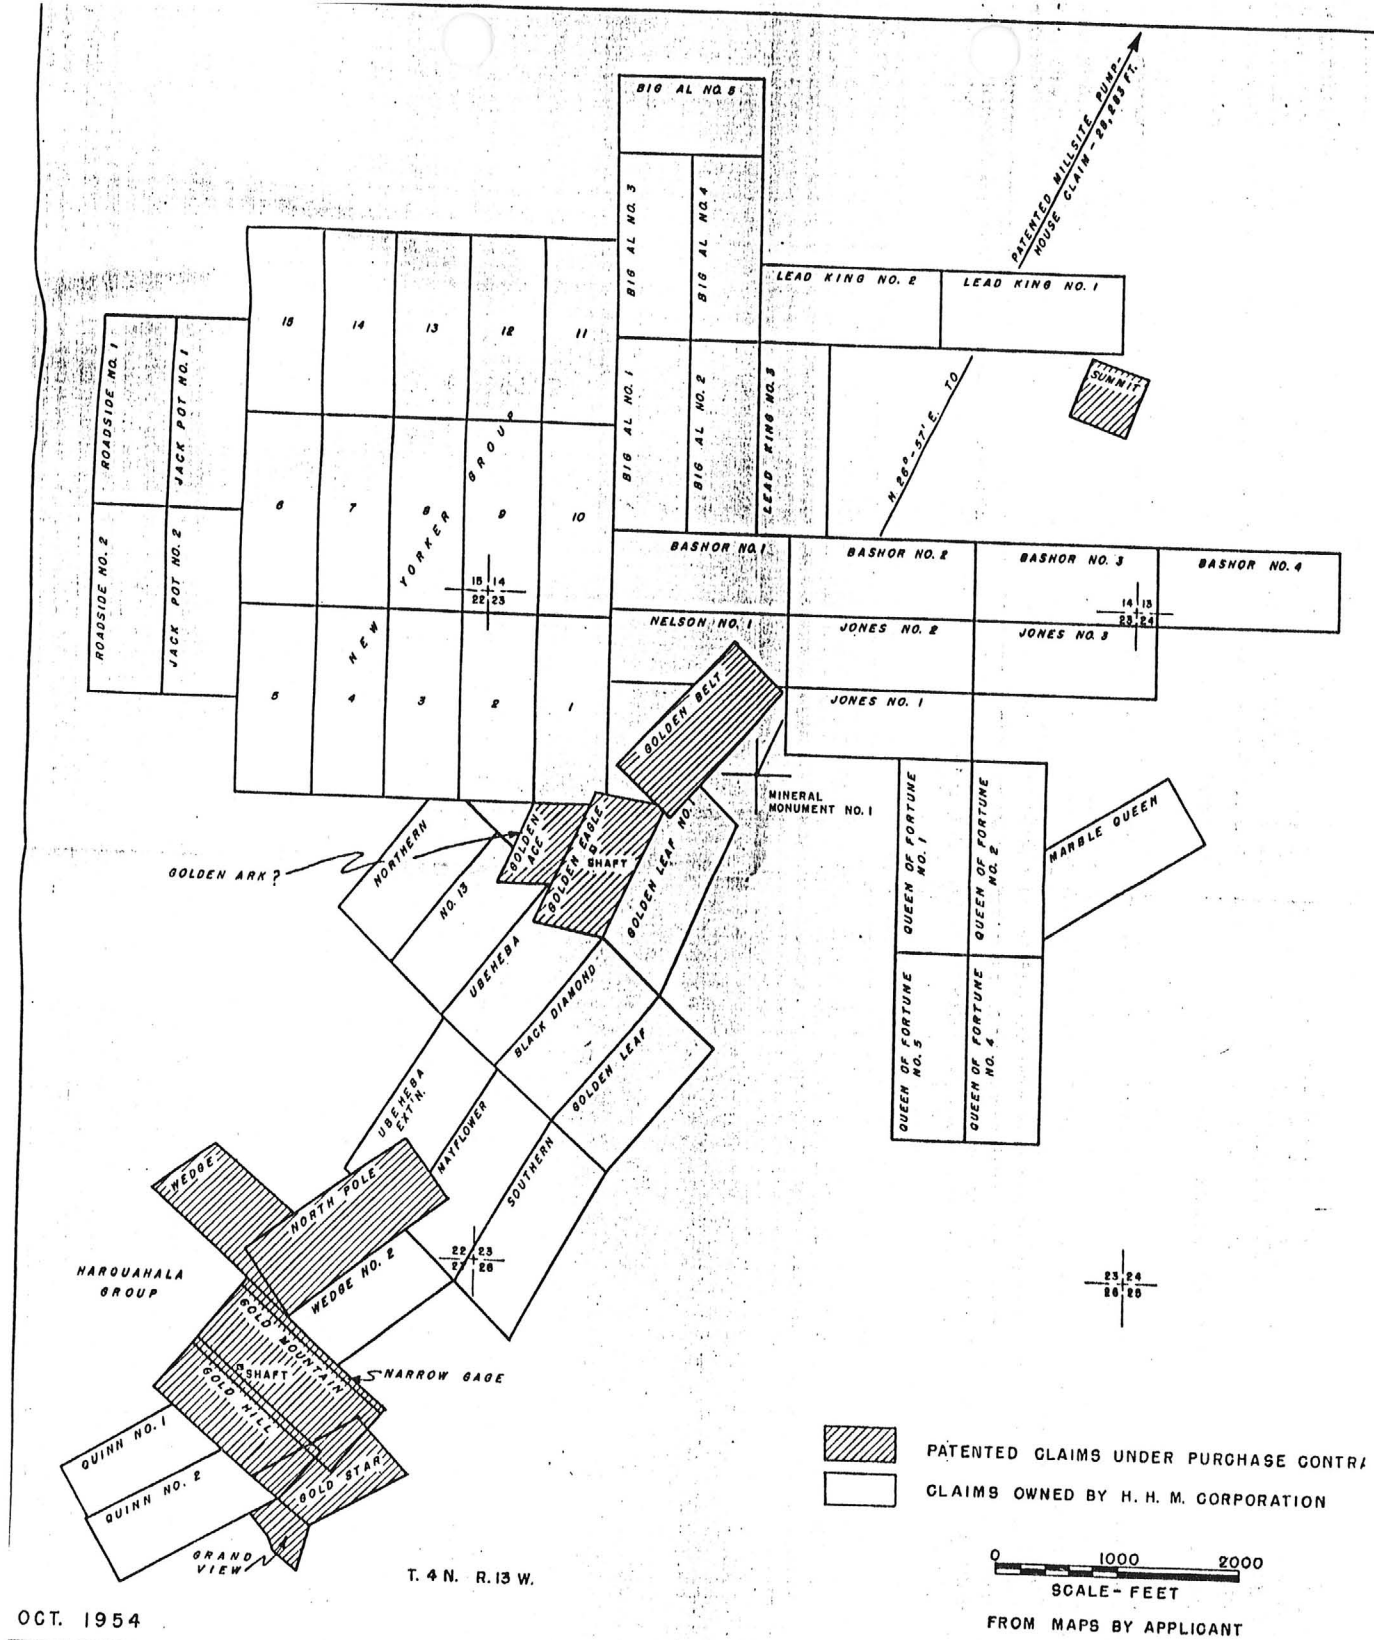 BIG AL NO. 5
PATENTED MILLSITE PUMP-
HOUSE CLAIM - 28,283 FT.
BIG AL NO. 3
BIG AL NO. 4
LEAD KING NO. 2
LEAD KING NO. 1
15
14
13
12
11
ROADSIDE NO. 1
JACK POT NO. 1
BIG AL NO. 1
BIG AL NO. 2
LEAD KING NO. 3
SUMMIT
N. 26°-57' E. TO
6
7
8
9
10
NEW YORKER GROUP
ROADSIDE NO. 2
JACK POT NO. 2
15 14
22 23
BASHOR NO. 1
BASHOR NO. 2
BASHOR NO. 3
BASHOR NO. 4
14 13
23 24
NELSON NO. 1
JONES NO. 2
JONES NO. 3
5
4
3
2
1
GOLDEN BELT
JONES NO. 1
MINERAL
MONUMENT NO. 1
QUEEN OF FORTUNE
NO. 1
QUEEN OF FORTUNE
NO. 2
MARBLE QUEEN
GOLDEN ARK ?
NORTHERN
NO. 13
GOLDEN
AGE
GOLDEN EAGLE
SHAFT
GOLDEN LEAF NO. 1
UBEHEBA
BLACK DIAMOND
GOLDEN LEAF
QUEEN OF FORTUNE
NO. 5
QUEEN OF FORTUNE
NO. 4
UBEHEBA
EXT'N.
MAYFLOWER
SOUTHERN
WEDGE
NORTH POLE
WEDGE NO. 2
22 23
27 26
23 24
26 25
HARQUAHALA
GROUP
GOLD MOUNTAIN
SHAFT
GOLD HILL
NARROW GAGE
QUINN NO. 1
QUINN NO. 2
GOLD STAR
GRAND
VIEW
T. 4 N. R. 13 W.
PATENTED CLAIMS UNDER PURCHASE CONTRA
CLAIMS OWNED BY H. H. M. CORPORATION
0 1000 2000
SCALE - FEET
FROM MAPS BY APPLICANT
OCT. 1954